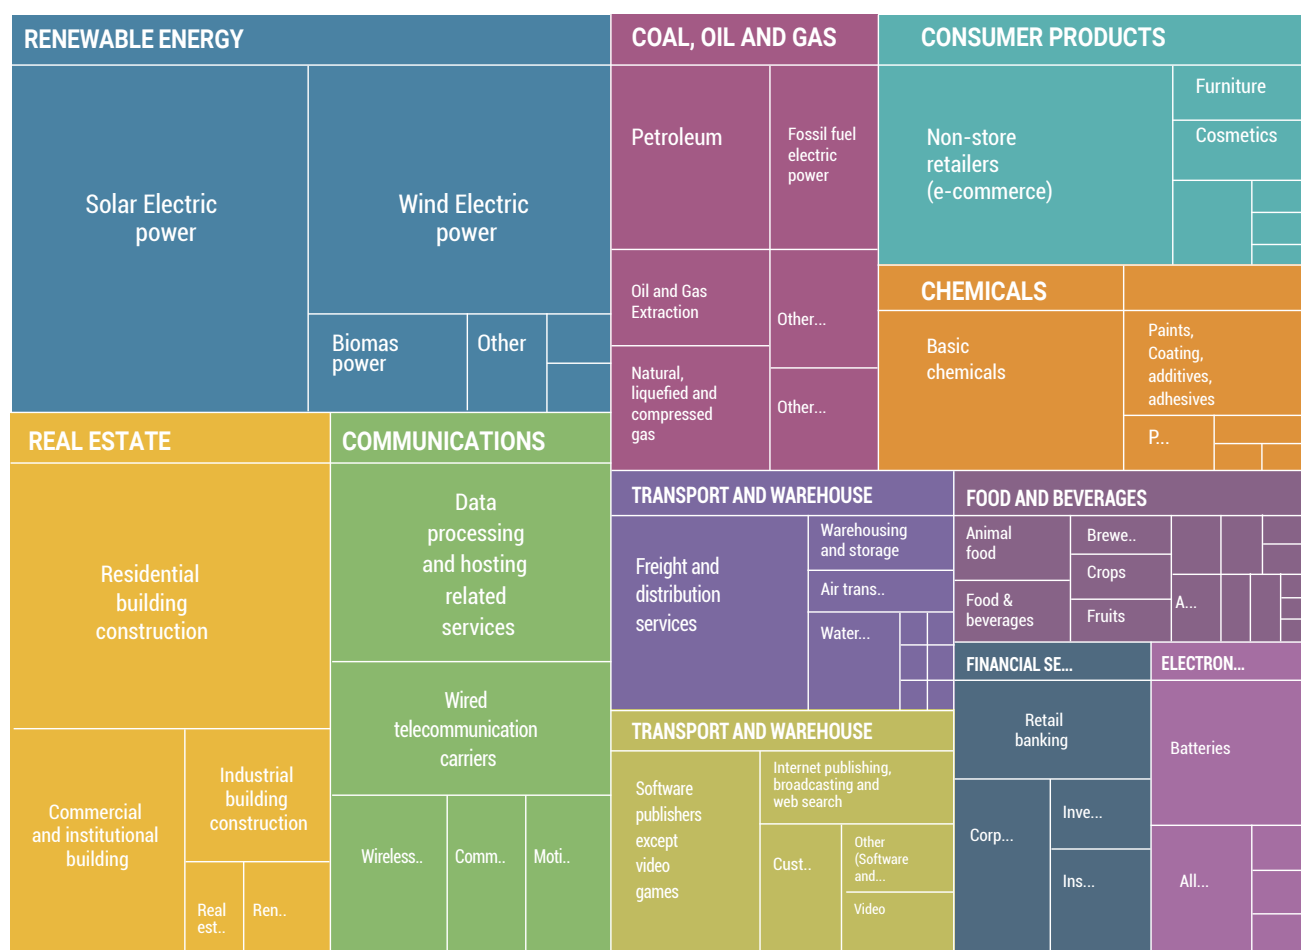 RENEWABLE ENERGY
Solar Electric
power
Wind Electric
power
Biomas
power
Other
COAL, OIL AND GAS
Petroleum
Fossil fuel
electric
power
Oil and Gas
Extraction
Other...
Natural,
liquefied and
compressed
gas
Other...
CONSUMER PRODUCTS
Non-store
retailers
(e-commerce)
Furniture
Cosmetics
CHEMICALS
Basic
chemicals
Paints,
Coating,
additives,
adhesives
P...
REAL ESTATE
Residential
building
construction
Commercial
and institutional
building
Industrial
building
construction
Real
est..
Ren..
COMMUNICATIONS
Data
processing
and hosting
related
services
Wired
telecommunication
carriers
Wireless..
Comm..
Moti..
TRANSPORT AND WAREHOUSE
Freight and
distribution
services
Warehousing
and storage
Air trans..
Water...
FOOD AND BEVERAGES
Animal
food
Brewe..
Crops
Food &
beverages
Fruits
A...
TRANSPORT AND WAREHOUSE
Software
publishers
except
video
games
Internet publishing,
broadcasting and
web search
Cust..
Other
(Software
and...
Video
FINANCIAL SE...
Retail
banking
Corp...
Inve...
Ins...
ELECTRON...
Batteries
All...